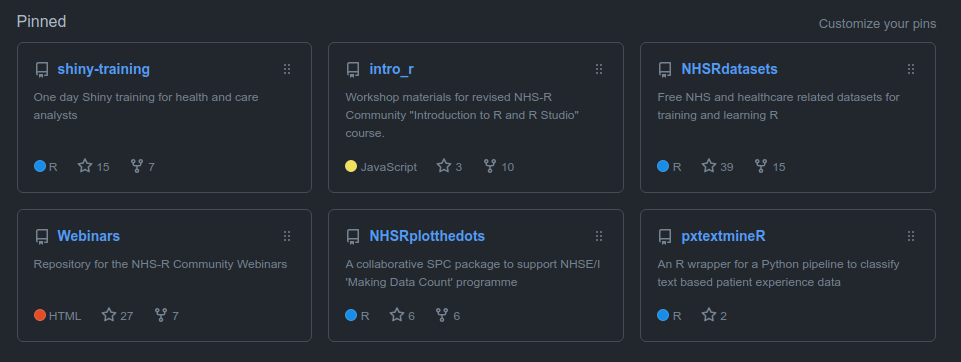 Pinned
Customize your pins
shiny-training
One day Shiny training for health and care
analysts
R 15 7
intro_r
Workshop materials for revised NHS-R
Community "Introduction to R and R Studio"
course.
JavaScript 3 10
NHSRdatasets
Free NHS and healthcare related datasets for
training and learning R
R 39 15
Webinars
Repository for the NHS-R Community Webinars
HTML 27 7
NHSRplotthedots
A collaborative SPC package to support NHSE/I
'Making Data Count' programme
R 6 6
pxtextmineR
An R wrapper for a Python pipeline to classify
text based patient experience data
R 2